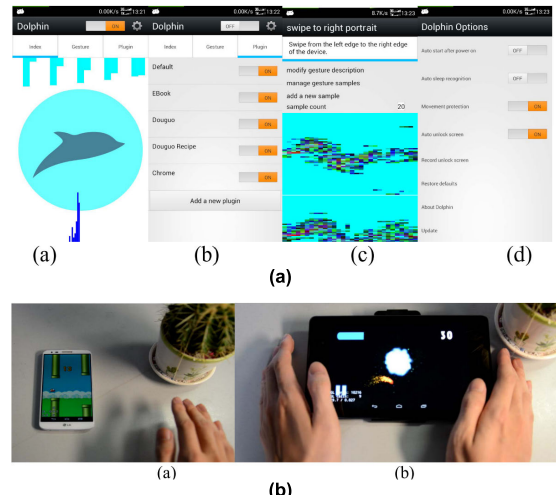 0.00K/s 13:21
Dolphin ON
Index Gesture Plugin
(a)
0.00K/s 13:22
Dolphin OFF
Index Gesture Plugin
Default ON
EBook ON
Douguo ON
Douguo Recipe ON
Chrome ON
Add a new plugin
(b)
8.7K/s 13:23
swipe to right portrait
Swipe from the left edge to the right edge
of the device.
modify gesture description
manage gesture samples
add a new sample
sample count 20
(c)
0.00K/s 13:23
Dolphin Options
Auto start after power on OFF
Auto sleep recognition OFF
Movement protection ON
Auto unlock screen ON
Record unlock screen
Restore defaults
About Dolphin
Update
(d)
(a)
LG
30
(a)
(b)
(b)